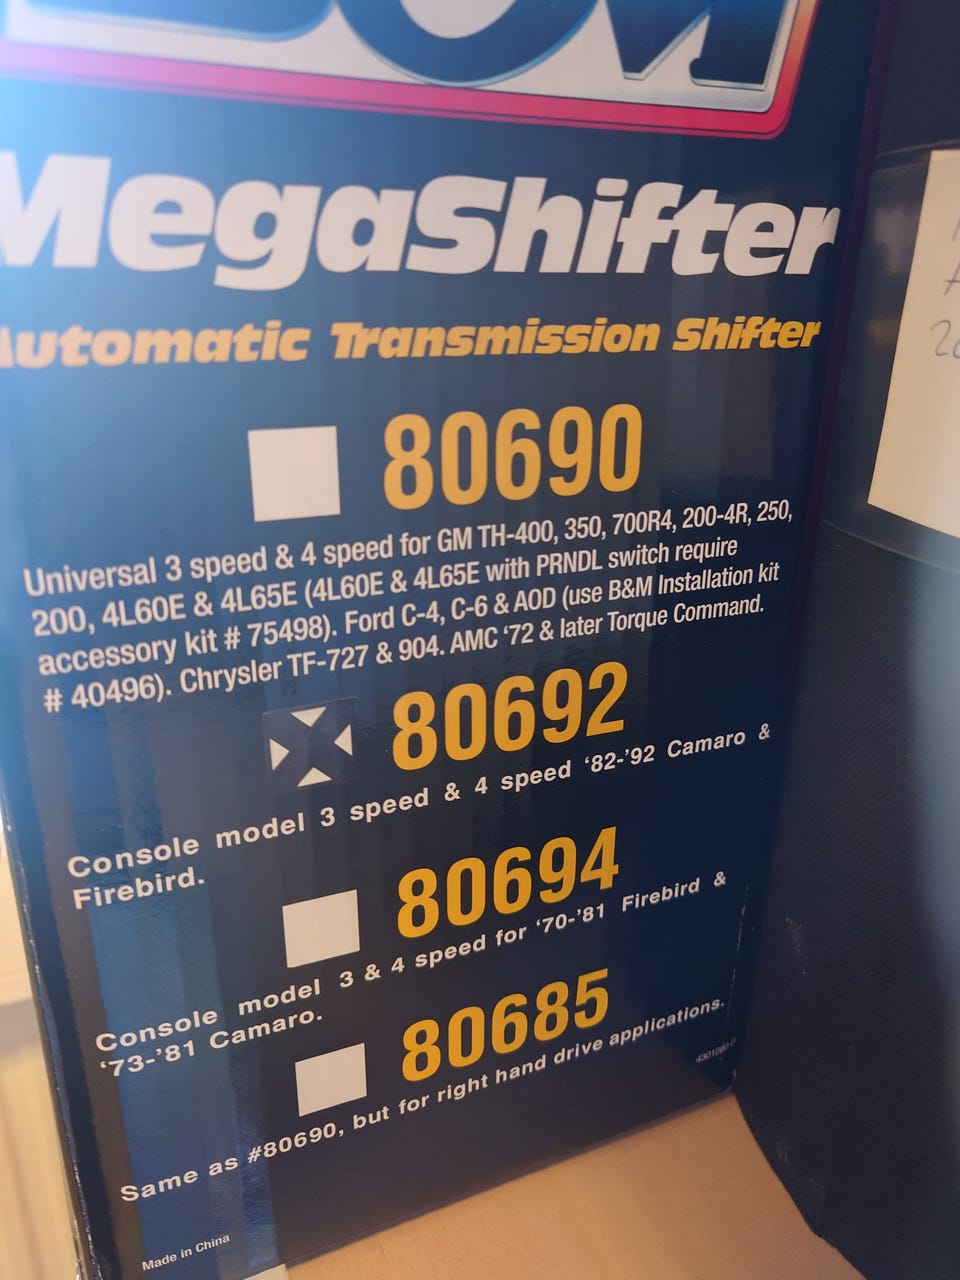 B&M
MegaShifter
Automatic Transmission Shifter
80690
Universal 3 speed & 4 speed for GM TH-400, 350, 700R4, 200-4R, 250,
200, 4L60E & 4L65E (4L60E & 4L65E with PRNDL switch require
accessory kit # 75498). Ford C-4, C-6 & AOD (use B&M Installation kit
# 40496). Chrysler TF-727 & 904. AMC ‘72 & later Torque Command.
80692
Console model 3 speed & 4 speed ‘82-’92 Camaro &
Firebird.
80694
Console model 3 & 4 speed for ‘70-’81 Firebird &
‘73-’81 Camaro.
80685
Same as #80690, but for right hand drive applications.
Made in China